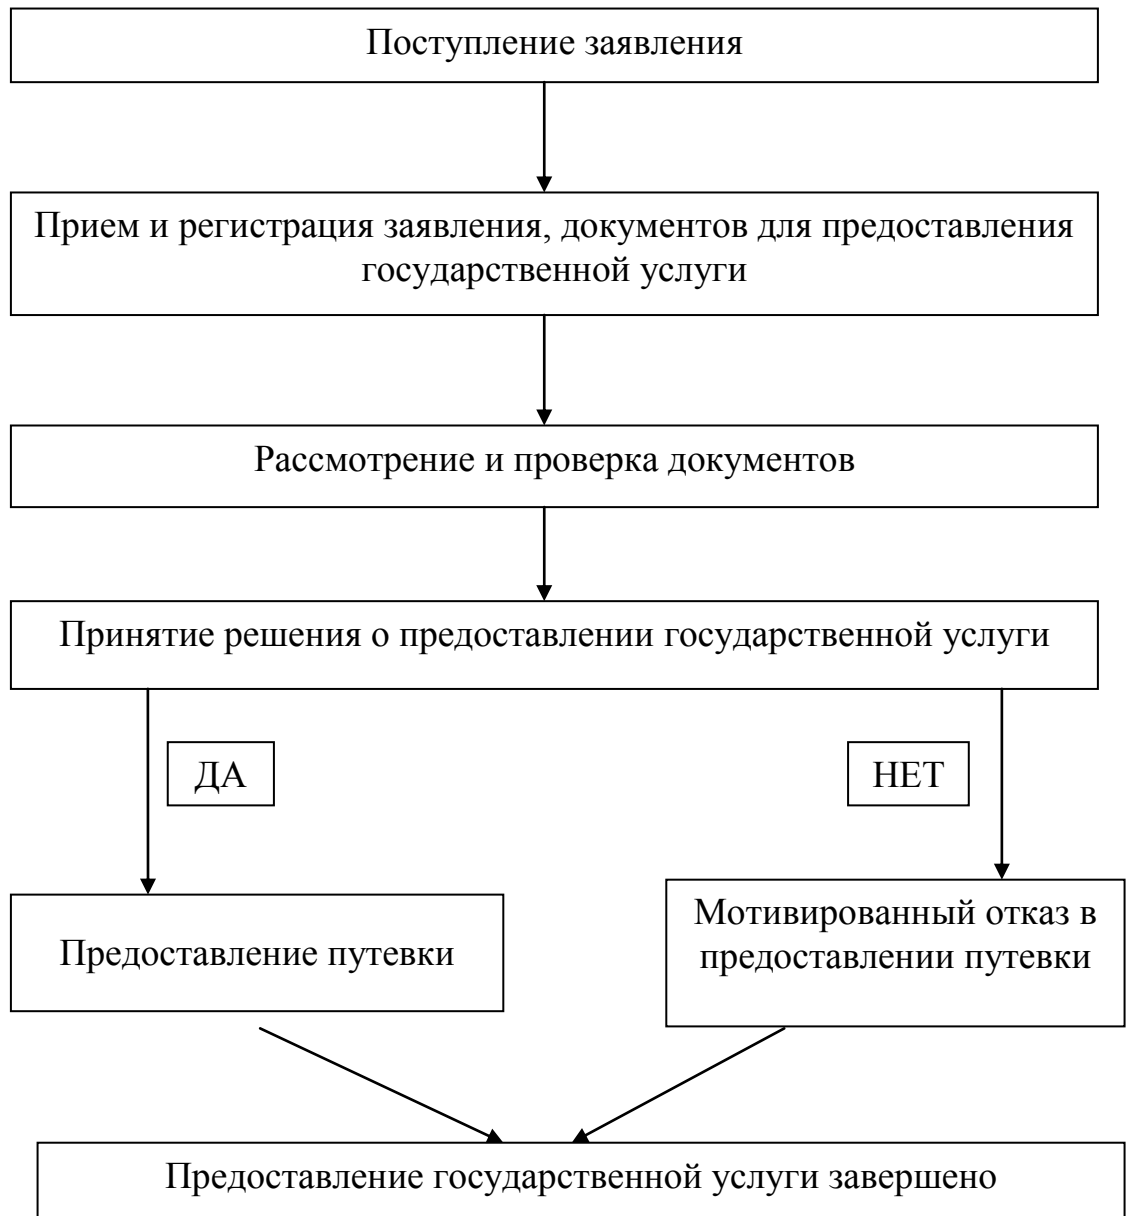 Поступление заявления
Прием и регистрация заявления, документов для предоставления
государственной услуги
Рассмотрение и проверка документов
Принятие решения о предоставлении государственной услуги
ДА
НЕТ
Предоставление путевки
Мотивированный отказ в
предоставлении путевки
Предоставление государственной услуги завершено